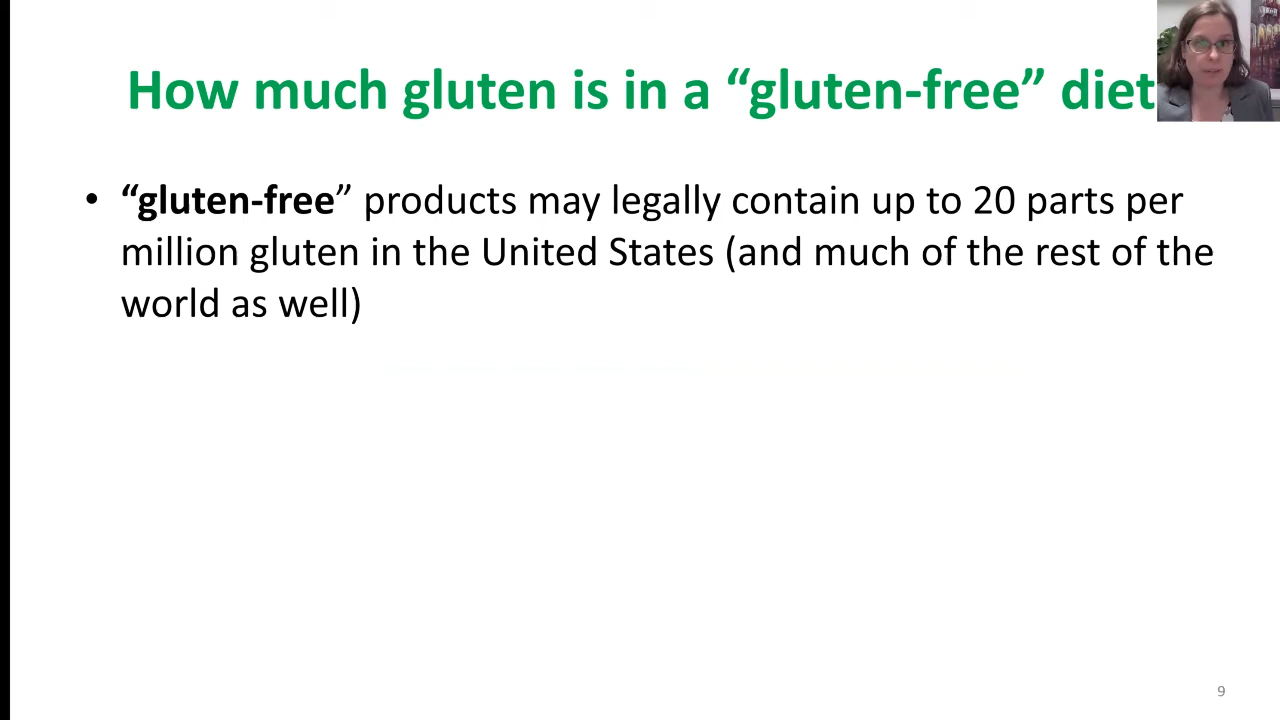 How much gluten is in a “gluten-free” diet
• “gluten-free” products may legally contain up to 20 parts per
million gluten in the United States (and much of the rest of the
world as well)
9